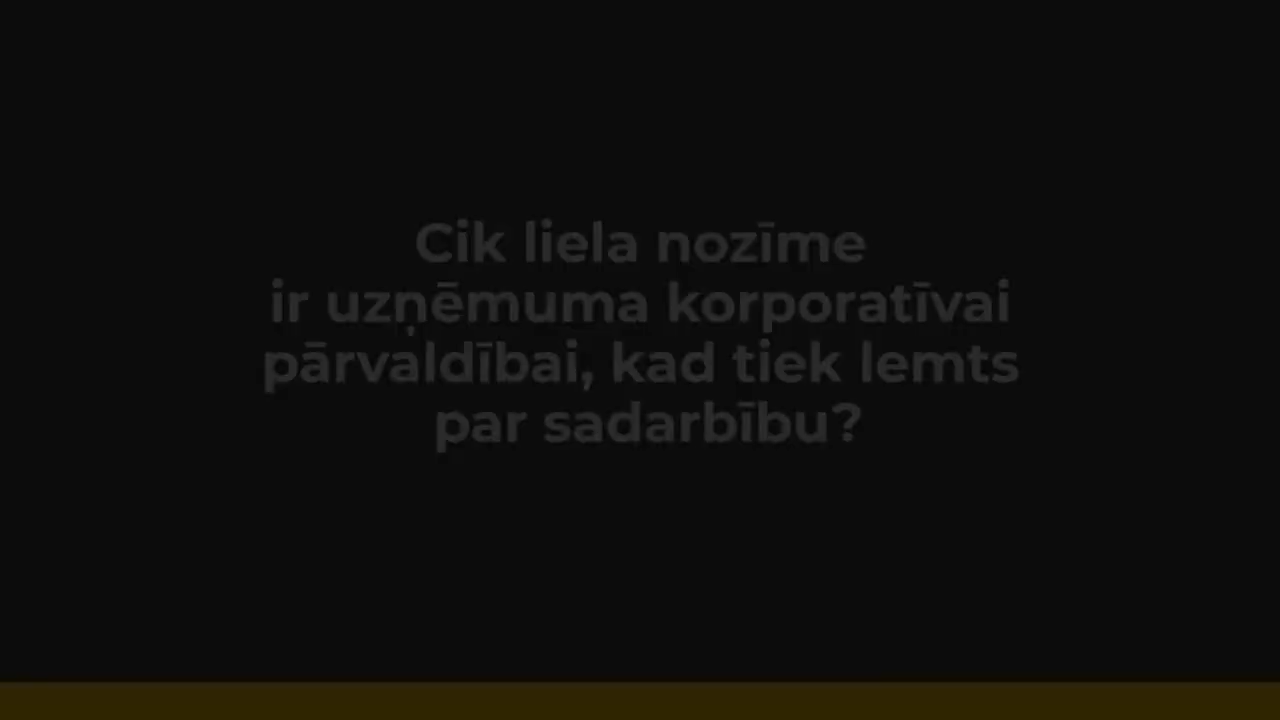 Cik liela nozīme
ir uzņēmuma korporatīvai
pārvaldībai, kad tiek lemts
par sadarbību?